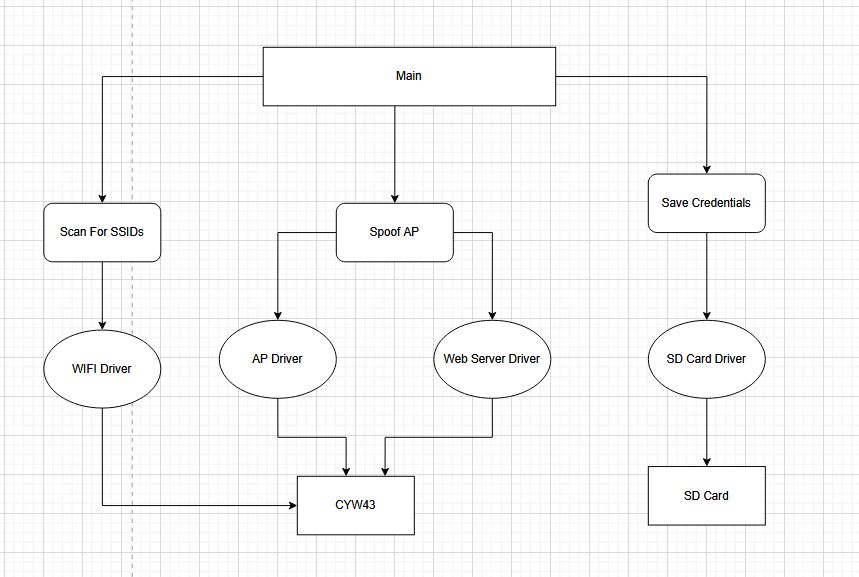 Main
Scan For SSIDs
Spoof AP
Save Credentials
WIFI Driver
AP Driver
Web Server Driver
SD Card Driver
CYW43
SD Card